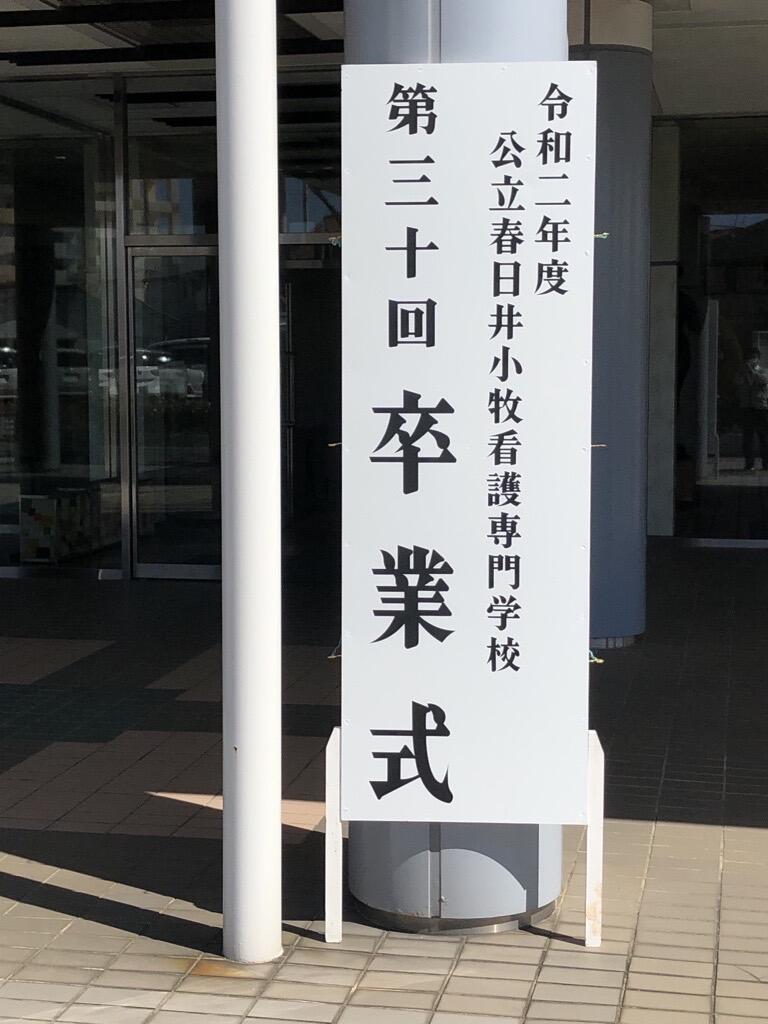 令和二年度
公立春日井小牧看護専門学校
第三十回 卒業式